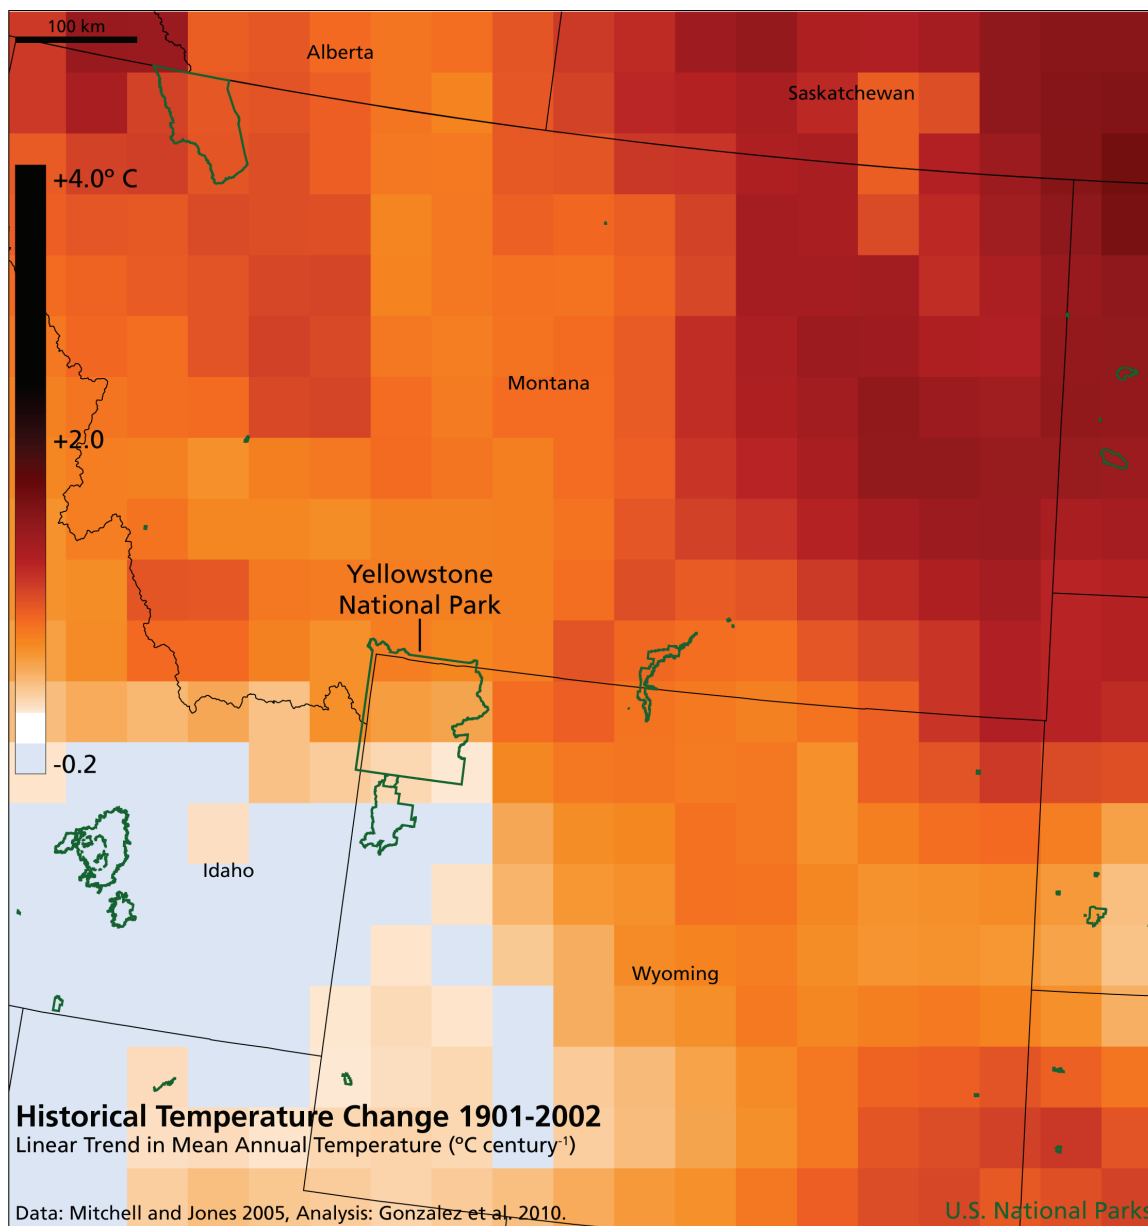 100 km
Alberta
Saskatchewan
+4.0º C
Montana
+2.0
Yellowstone
National Park
-0.2
Idaho
Wyoming
Historical Temperature Change 1901-2002
Linear Trend in Mean Annual Temperature (ºC century-1)
Data: Mitchell and Jones 2005, Analysis: Gonzalez et al. 2010.
U.S. National Parks